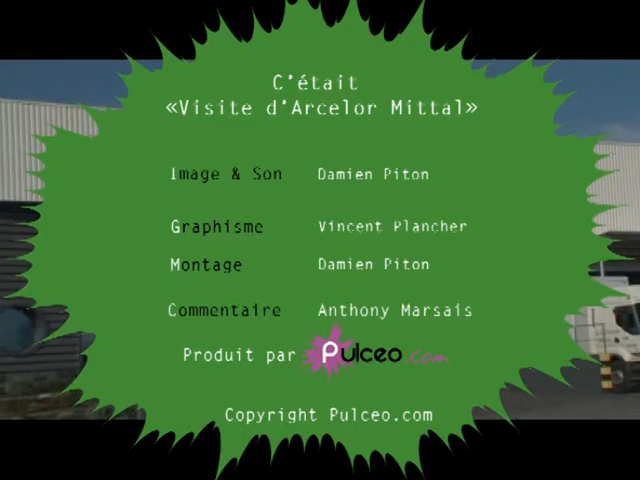 C'était
«Visite d'Arcelor Mittal»
Image & Son Damien Piton
Graphisme Vincent Plancher
Montage Damien Piton
Commentaire Anthony Marsais
Produit par Pulceo.com
Copyright Pulceo.com